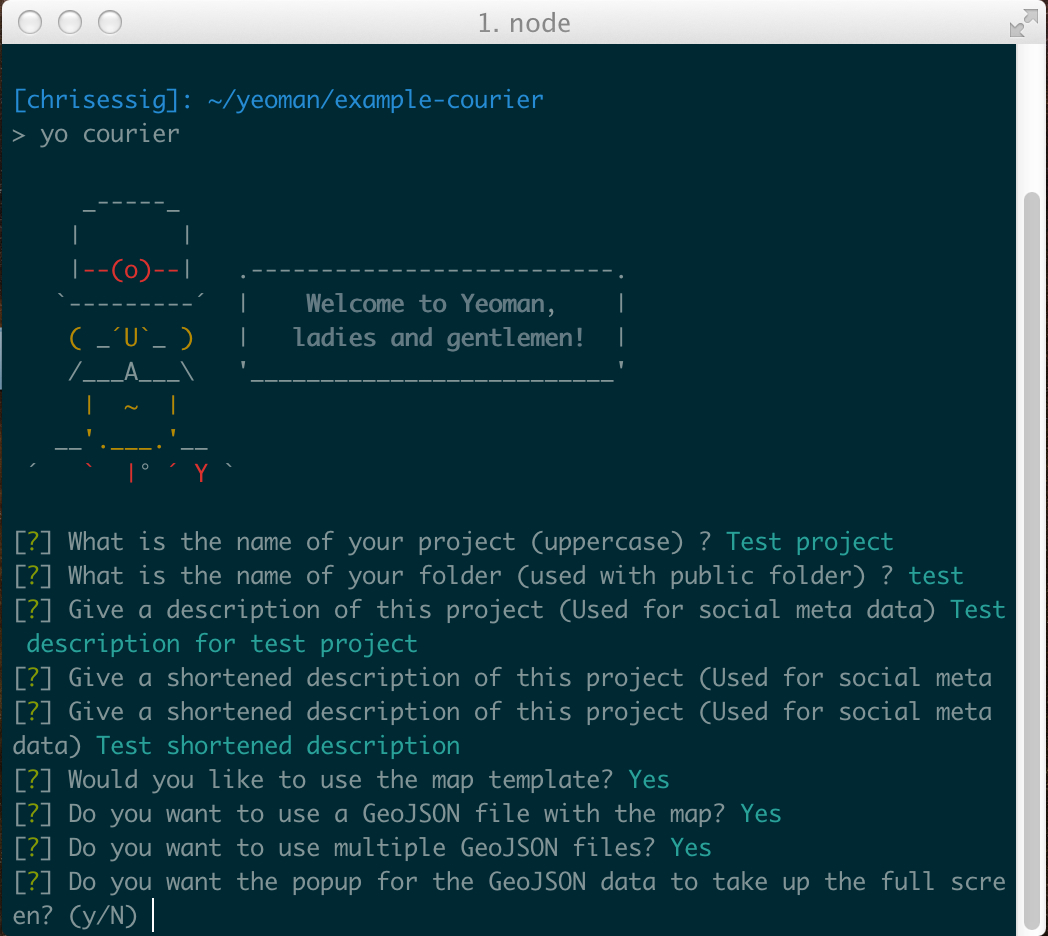 1. node
[chrisessig]: ~/yeoman/example-courier
> yo courier
     _-----_
    |       |
    |--(o)--|   .--------------------------.
   `---------´  |    Welcome to Yeoman,    |
    ( _´U`_ )   |   ladies and gentlemen!  |
    /___A___\   '__________________________'
     |  ~  |
   __'.___.'__
 ´   `  |° ´ Y `
[?] What is the name of your project (uppercase) ? Test project
[?] What is the name of your folder (used with public folder) ? test
[?] Give a description of this project (Used for social meta data) Test
 description for test project
[?] Give a shortened description of this project (Used for social meta
[?] Give a shortened description of this project (Used for social meta
data) Test shortened description
[?] Would you like to use the map template? Yes
[?] Do you want to use a GeoJSON file with the map? Yes
[?] Do you want to use multiple GeoJSON files? Yes
[?] Do you want the popup for the GeoJSON data to take up the full scre
en? (y/N)